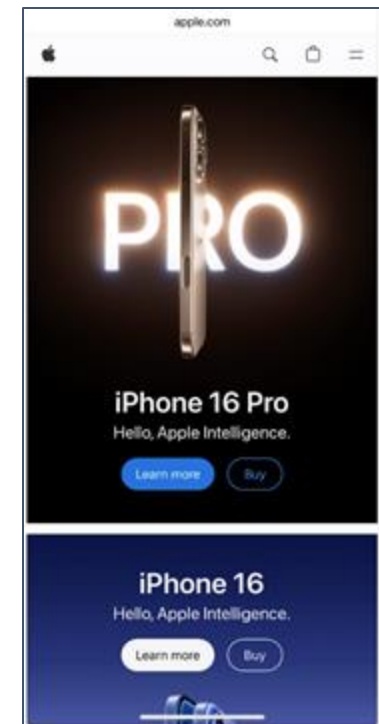 apple.com
PRO
iPhone 16 Pro
Hello, Apple Intelligence.
Learn more Buy
iPhone 16
Hello, Apple Intelligence.
Learn more Buy